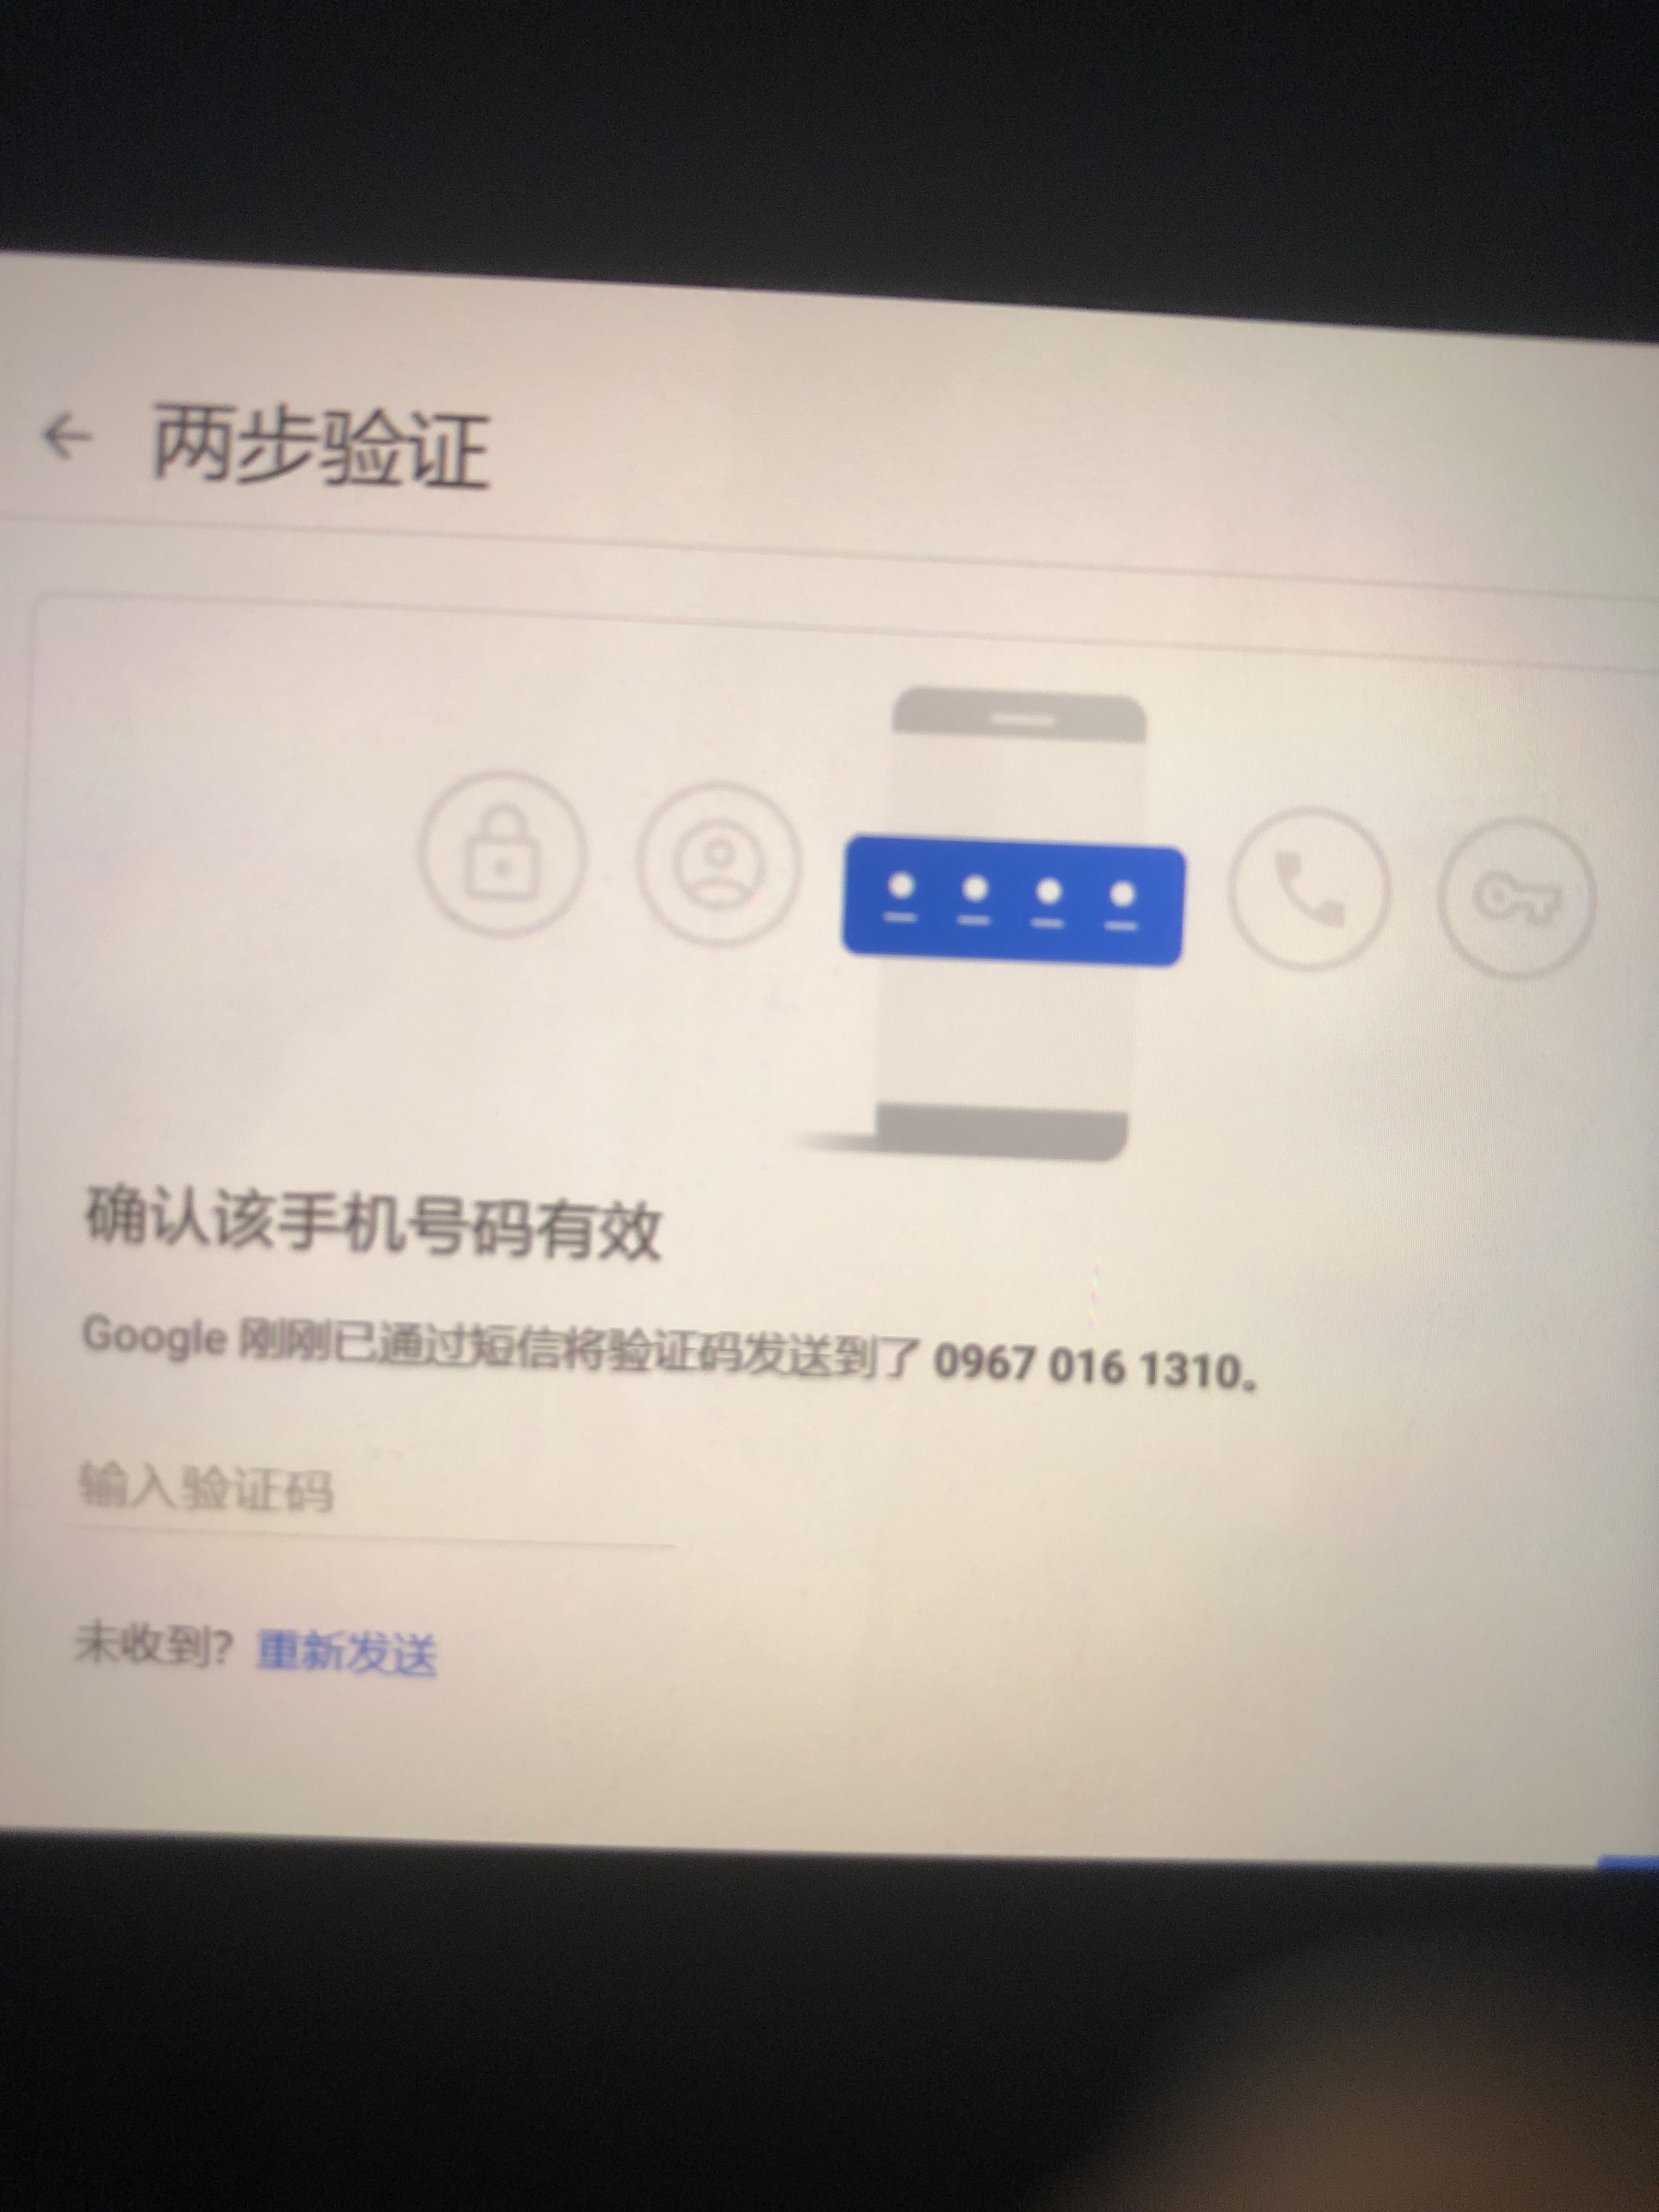 两步验证
确认该手机号码有效
Google 刚刚已通过短信将验证码发送到了 0967 016 1310。
输入验证码
未收到？重新发送